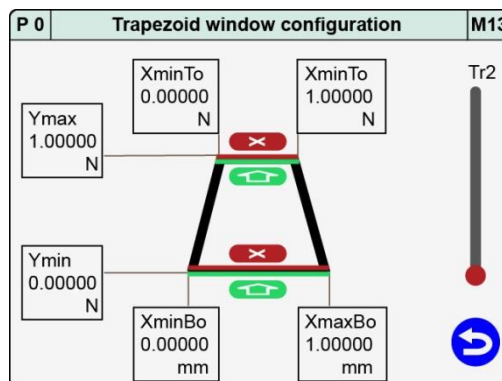 P 0 Trapezoid window configuration M13
XminTo
0.00000
N
XminTo
1.00000
N
Tr2
Ymax
1.00000
N
Ymin
0.00000
N
XminBo
0.00000
mm
XmaxBo
1.00000
mm